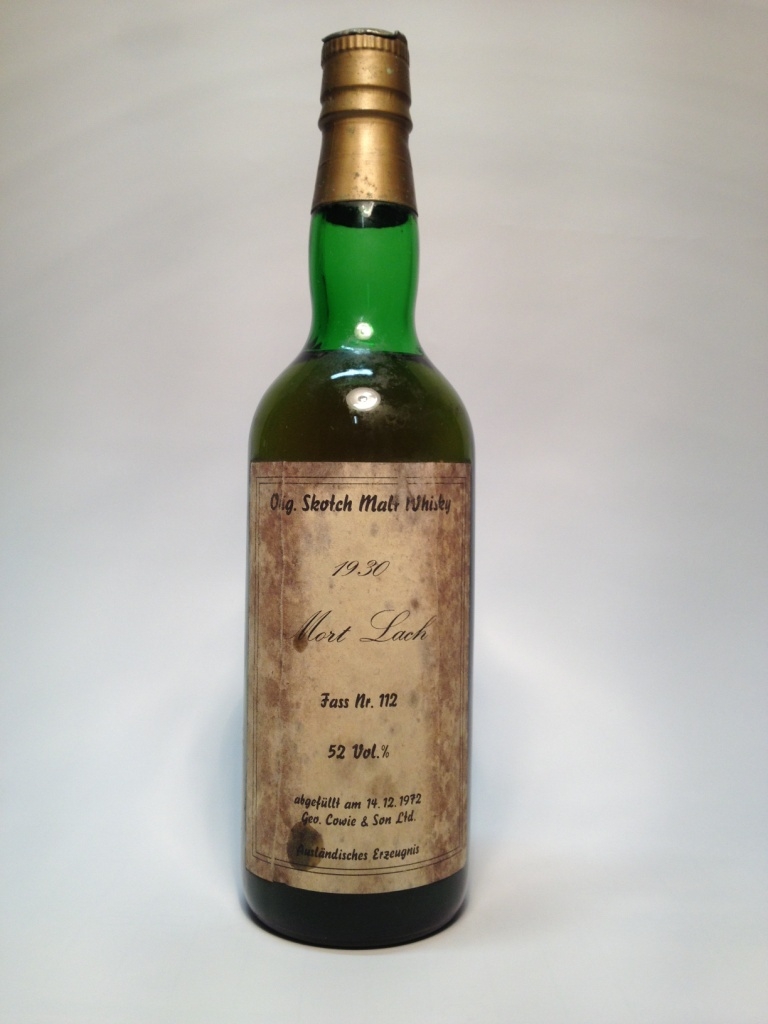 Orig. Skotch Malt Whisky
1930
Mort Lach
Fass Nr. 112
52 Vol.%
abgefüllt am 14.12.1972
Geo. Cowie & Son Ltd.
Ausländisches Erzeugnis